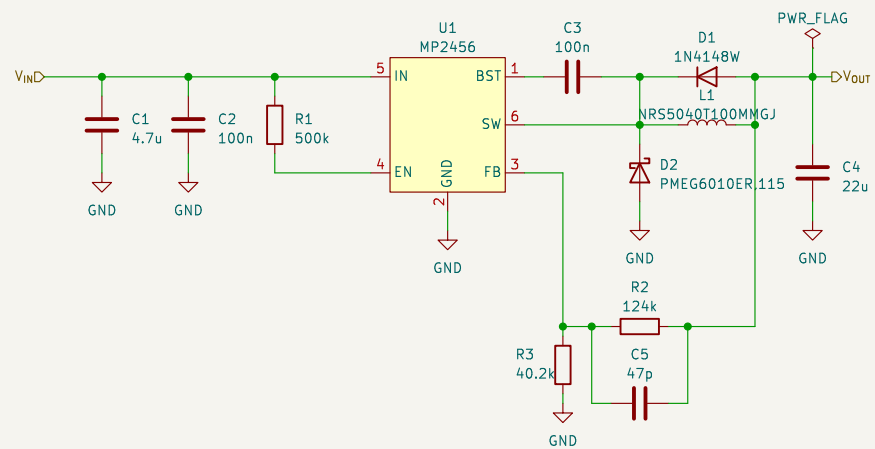 PWR_FLAG
U1
MP2456
C3
100n
D1
1N4148W
VIN
5
IN
BST
1
VOUT
L1
NRS5040T100MMGJ
C1
4.7u
C2
100n
R1
500k
SW
6
4
EN
GND
FB
3
D2
PMEG6010ER,115
C4
22u
2
GND
GND
GND
GND
GND
R2
124k
R3
40.2k
C5
47p
GND